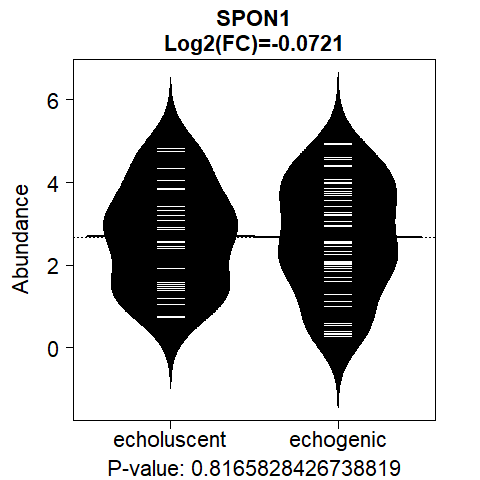 SPON1
Log2(FC)=-0.0721
Abundance
6
4
2
0
echoluscent
echogenic
P-value: 0.8165828426738819